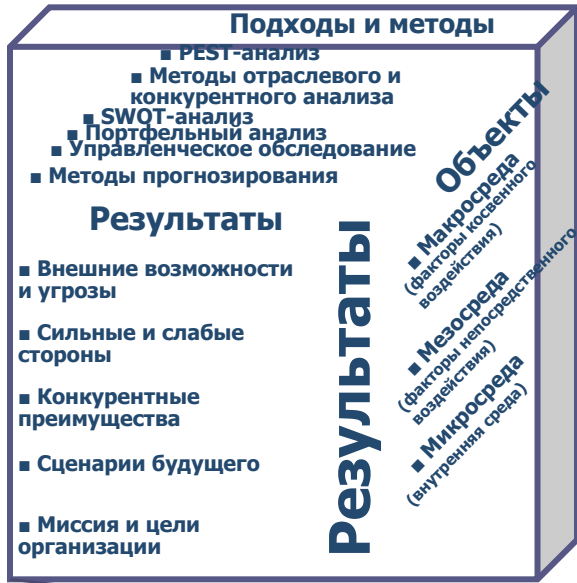 Подходы и методы
▪ PEST-анализ
▪ Методы отраслевого и
конкурентного анализа
▪ SWOT-анализ
▪ Портфельный анализ
▪ Управленческое обследование
▪ Методы прогнозирования
Результаты
▪ Внешние возможности
и угрозы
▪ Сильные и слабые
стороны
▪ Конкурентные
преимущества
▪ Сценарии будущего
▪ Миссия и цели
организации
Результаты
Объекты
▪ Макросреда
(факторы косвенного
воздействия)
▪ Мезосреда
(факторы непосредственного
воздействия)
▪ Микросреда
(внутренняя среда)